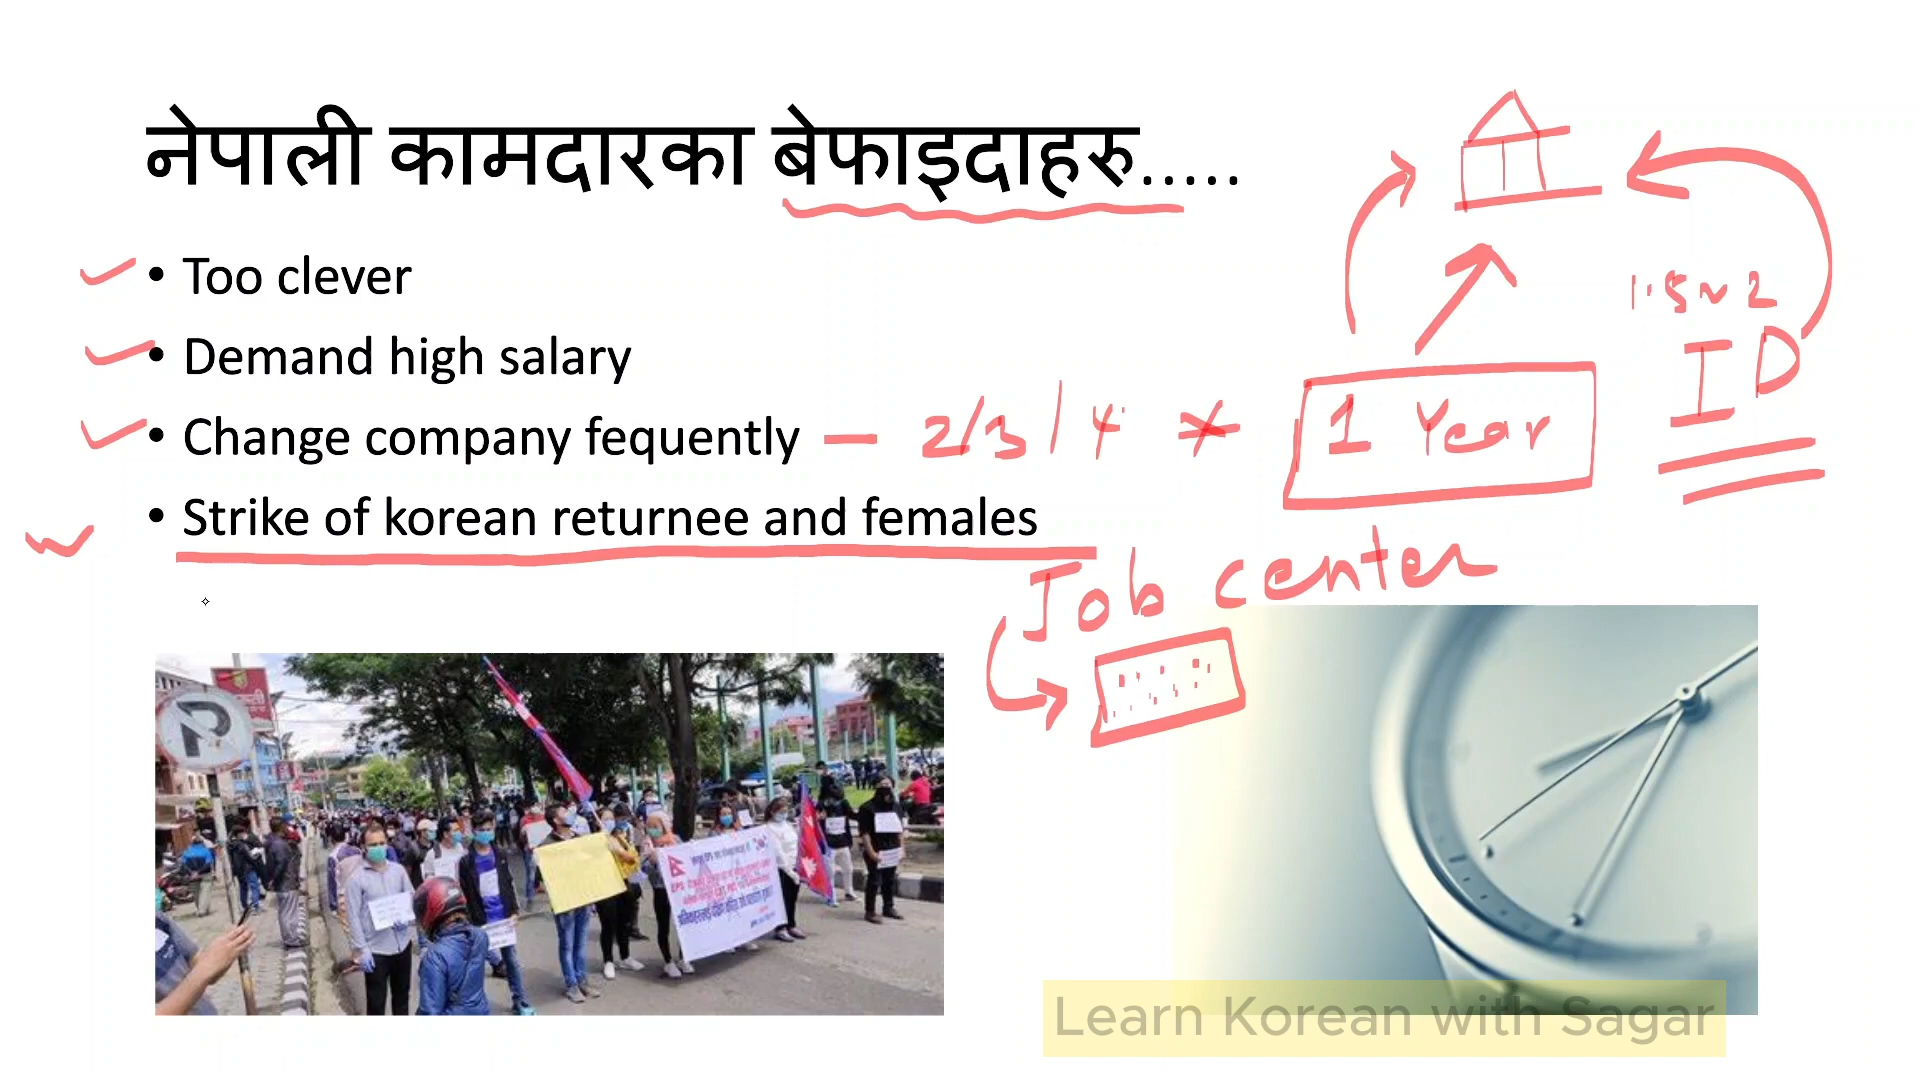 नेपाली कामदारका बेफाइदाहरु.....
• Too clever
• Demand high salary
• Change company fequently — 2/3/4 * 1 Year
1.5~2
ID
• Strike of korean returnee and females
Job center
P
Learn Korean with Sagar